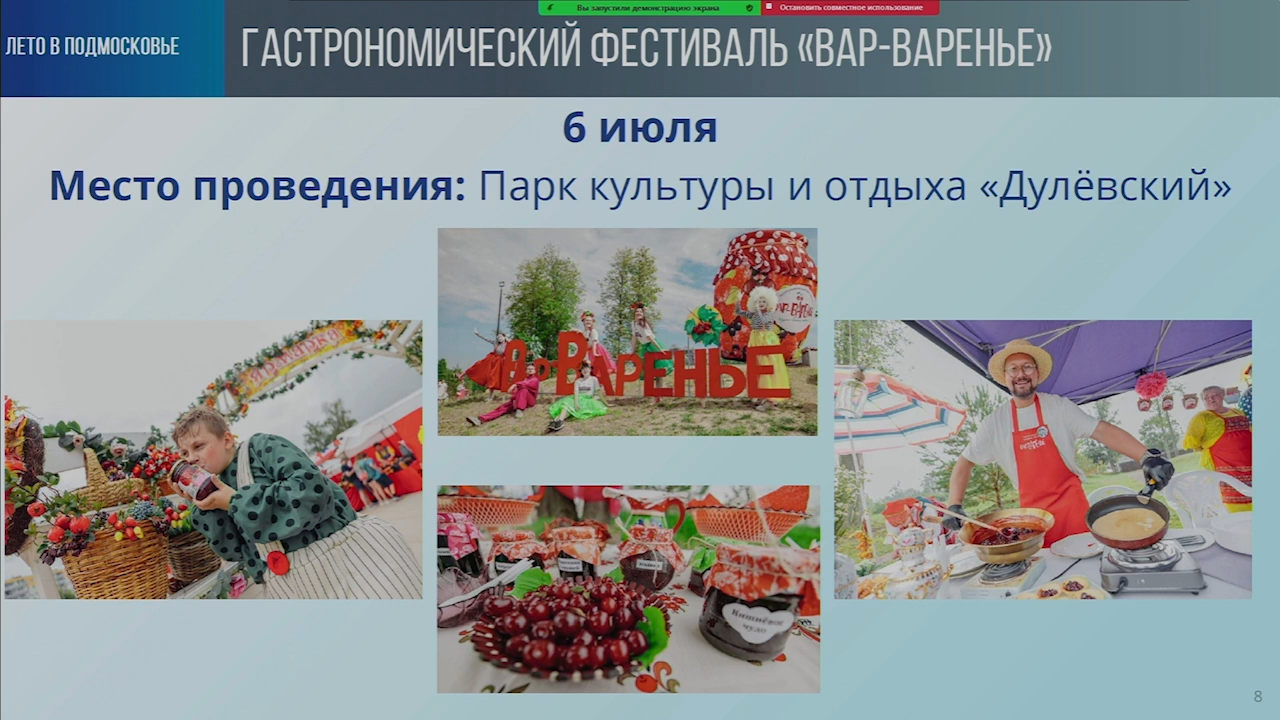 Вы запустили демонстрацию экрана
Остановить совместное использование
ЛЕТО В ПОДМОСКОВЬЕ
ГАСТРОНОМИЧЕСКИЙ ФЕСТИВАЛЬ «ВАР-ВАРЕНЬЕ»
6 июля
Место проведения: Парк культуры и отдыха «Дулёвский»
ВАРЕНЬЕ
Вишнёвое
чудо
8